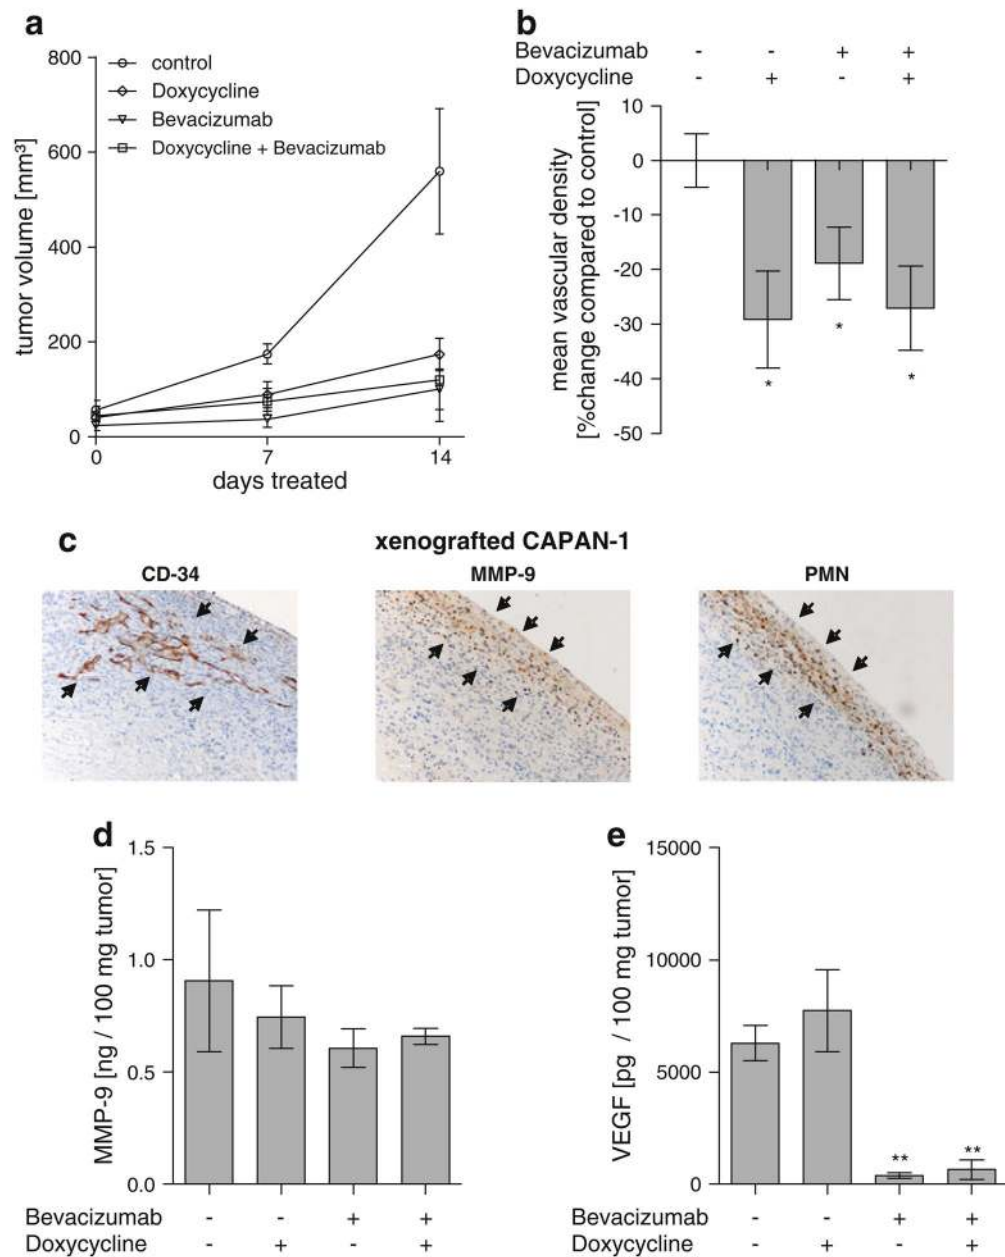 a
800
600
400
200
0
tumor volume [mm³]
control
Doxycycline
Bevacizumab
Doxycycline + Bevacizumab
0 7 14
days treated
b
Bevacizumab - - + +
Doxycycline - + - +
10
0
-10
-20
-30
-40
-50
mean vascular density
[%change compared to control]
* * *
c
xenografted CAPAN-1
CD-34 MMP-9 PMN
d
1.5
1.0
0.5
0.0
MMP-9 [ng / 100 mg tumor]
Bevacizumab - - + +
Doxycycline - + - +
e
15000
10000
5000
0
VEGF [pg / 100 mg tumor]
** **
Bevacizumab - - + +
Doxycycline - + - +